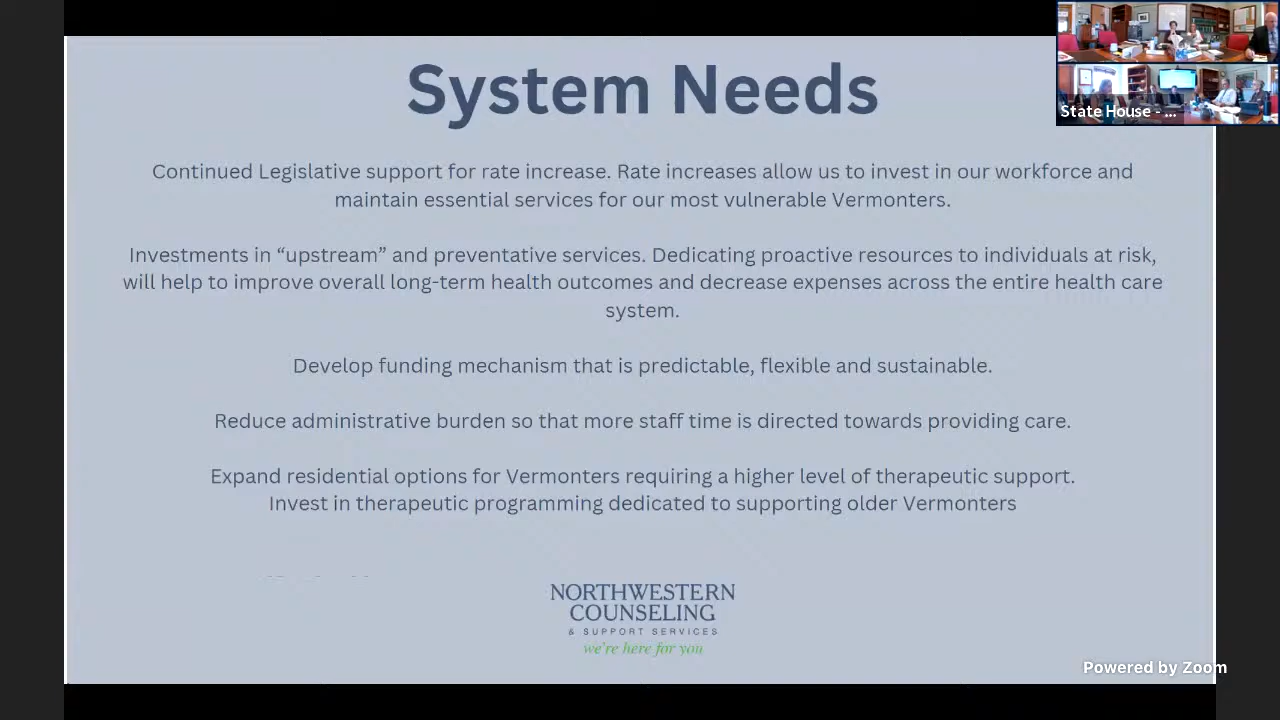 System Needs
State House - ...
Continued Legislative support for rate increase. Rate increases allow us to invest in our workforce and
maintain essential services for our most vulnerable Vermonters.
Investments in “upstream” and preventative services. Dedicating proactive resources to individuals at risk,
will help to improve overall long-term health outcomes and decrease expenses across the entire health care
system.
Develop funding mechanism that is predictable, flexible and sustainable.
Reduce administrative burden so that more staff time is directed towards providing care.
Expand residential options for Vermonters requiring a higher level of therapeutic support.
Invest in therapeutic programming dedicated to supporting older Vermonters
NORTHWESTERN
COUNSELING
& SUPPORT SERVICES
we're here for you
Powered by Zoom